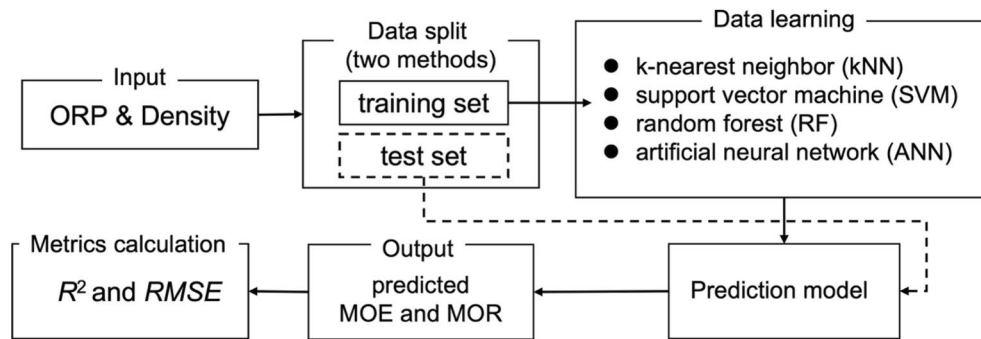 Input
ORP & Density
Data split
(two methods)
training set
test set
Data learning
● k-nearest neighbor (kNN)
● support vector machine (SVM)
● random forest (RF)
● artificial neural network (ANN)
Prediction model
Output
predicted
MOE and MOR
Metrics calculation
R² and RMSE